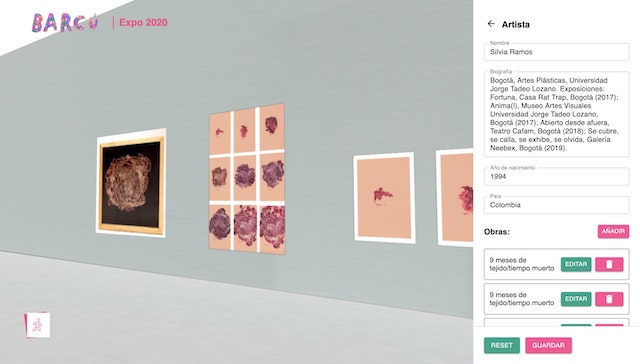 BARCÚ
Expo 2020
Artista
Nombre
Silvia Ramos
Biografía
Bogotá, Artes Plásticas, Universidad
Jorge Tadeo Lozano. Exposiciones:
Fortuna, Casa Rat Trap, Bogotá (2017);
Anima(l), Museo Artes Visuales
Universidad Jorge Tadeo Lozano,
Bogotá (2017); Abierto desde afuera,
Teatro Cafam, Bogotá (2018); Se cubre,
se calla, se exhibe, se olvida, Galería
Neebex, Bogotá (2019).
Año de nacimiento
1994
País
Colombia
Obras:
AÑADIR
9 meses de
tejido/tiempo muerto
EDITAR
9 meses de
tejido/tiempo muerto
EDITAR
RESET
GUARDAR